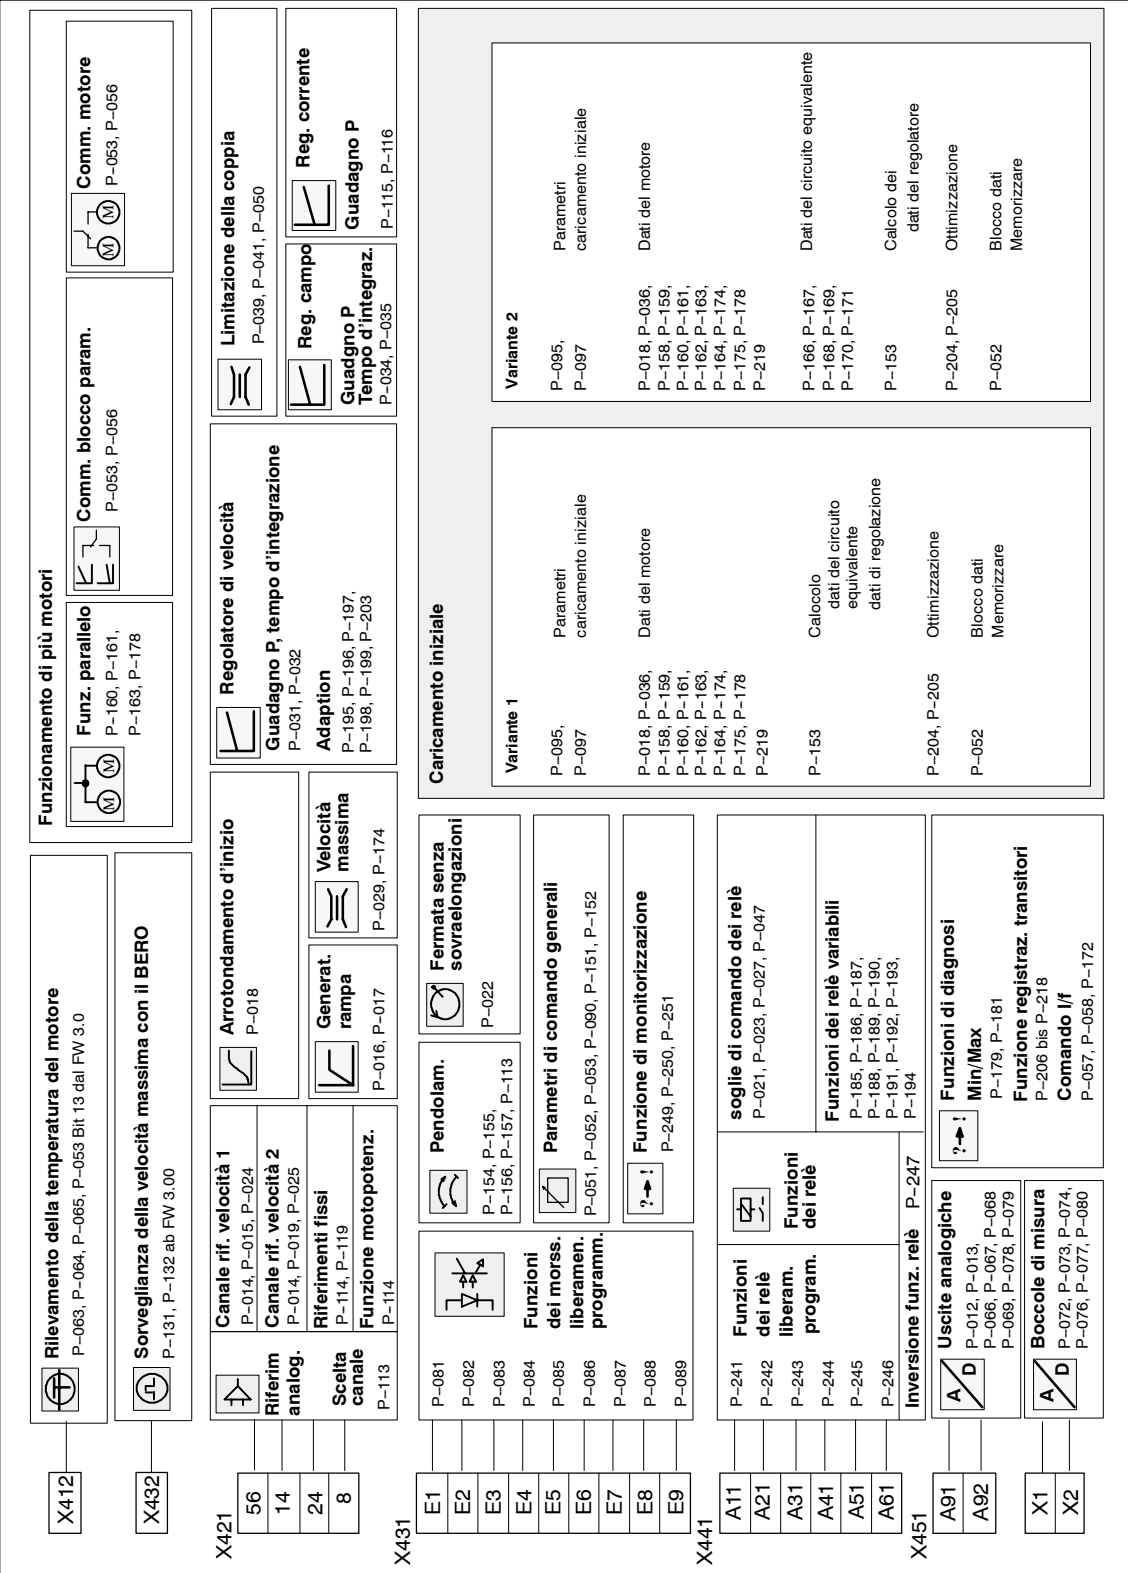 X412
Rilevamento della temperatura del motore
P–063, P–064, P–065, P–053 Bit 13 dal FW 3.0
X432
Sorveglianza della velocità massima con il BERO
P–131, P–132 ab FW 3.00
Funzionamento di più motori
M M
Funz. parallelo
P–160, P–161,
P–163, P–178
Comm. blocco param.
P–053, P–056
M M
Comm. motore
P–053, P–056
X421
56
14
24
8
Riferim
analog.
Scelta
canale
P–113
Canale rif. velocità 1
P–014, P–015, P65-024
Canale rif. velocità 2
P–014, P–019, P–025
Riferimenti fissi
P–114, P–119
Funzione motopotenz.
P–114
Arrotondamento d'inizio
P–018
Generat.
rampa
P–016, P–017
Velocità
massima
P–029, P–174
Regolatore di velocità
Guadagno P, tempo d'integrazione
P–031, P–032
Adaption
P–195, P–196, P–197,
P–198, P–199, P–203
Limitazione della coppia
P–039, P–041, P–050
Reg. campo
Guadgno P
Tempo d'integraz.
P–034, P–035
Reg. corrente
Guadagno P
P–115, P–116
X431
E1
E2
E3
E4
E5
E6
E7
E8
E9
P–081
P–082
P–083
P–084
P–085
P–086
P–087
P–088
P–089
Funzioni
dei morss.
liberamen.
programm.
Pendolam.
P–154, P–155,
P–156, P–157, P–113
Fermata senza
sovraelongazioni
P–022
Parametri di comando generali
P–051, P–052, P–053, P–090, P–151, P–152
?→!
Funzione di monitorizzazione
P–249, P–250, P–251
X441
A11
A21
A31
A41
A51
A61
P–241
P–242
P–243
P–244
P–245
P–246
Funzioni
dei relè
liberam.
program.
Funzioni
dei relè
soglie di comando dei relè
P–021, P–023, P–027, P–047
Funzioni dei relè variabili
P–185, P–186, P–187,
P–188, P–189, P–190,
P–191, P–192, P–193,
P–194
Inversione funz. relè P–247
X451
A91
A92
A
D
Uscite analogiche
P–012, P–013,
P–066, P–067, P–068
P–069, P–078, P–079
X1
X2
A
D
Boccole di misura
P–072, P–073, P–074,
P–076, P–077, P–080
?→!
Funzioni di diagnosi
Min/Max
P–179, P–181
Funzione registraz. transitori
P–206 bis P–218
Comando I/f
P–057, P–058, P–172
Caricamento iniziale
Variante 1
P–095,
P–097
Parametri
caricamento iniziale
P–018, P–036,
P–158, P–159,
P–160, P–161,
P–162, P–163,
P–164, P–174,
P–175, P–178
P–219
Dati del motore
P–153
Calocolo
dati del circuito
equivalente
dati di regolazione
P–204, P–205
Ottimizzazione
P–052
Blocco dati
Memorizzare
Variante 2
P–095,
P–097
Parametri
caricamento iniziale
P–018, P–036,
P–158, P–159,
P–160, P–161,
P–162, P–163,
P–164, P–174,
P–175, P–178
P–219
Dati del motore
P–166, P–167,
P–168, P–169,
P–170, P–171
Dati del circuito equivalente
P–153
Calcolo dei
dati del regolatore
P–204, P–205
Ottimizzazione
P–052
Blocco dati
Memorizzare